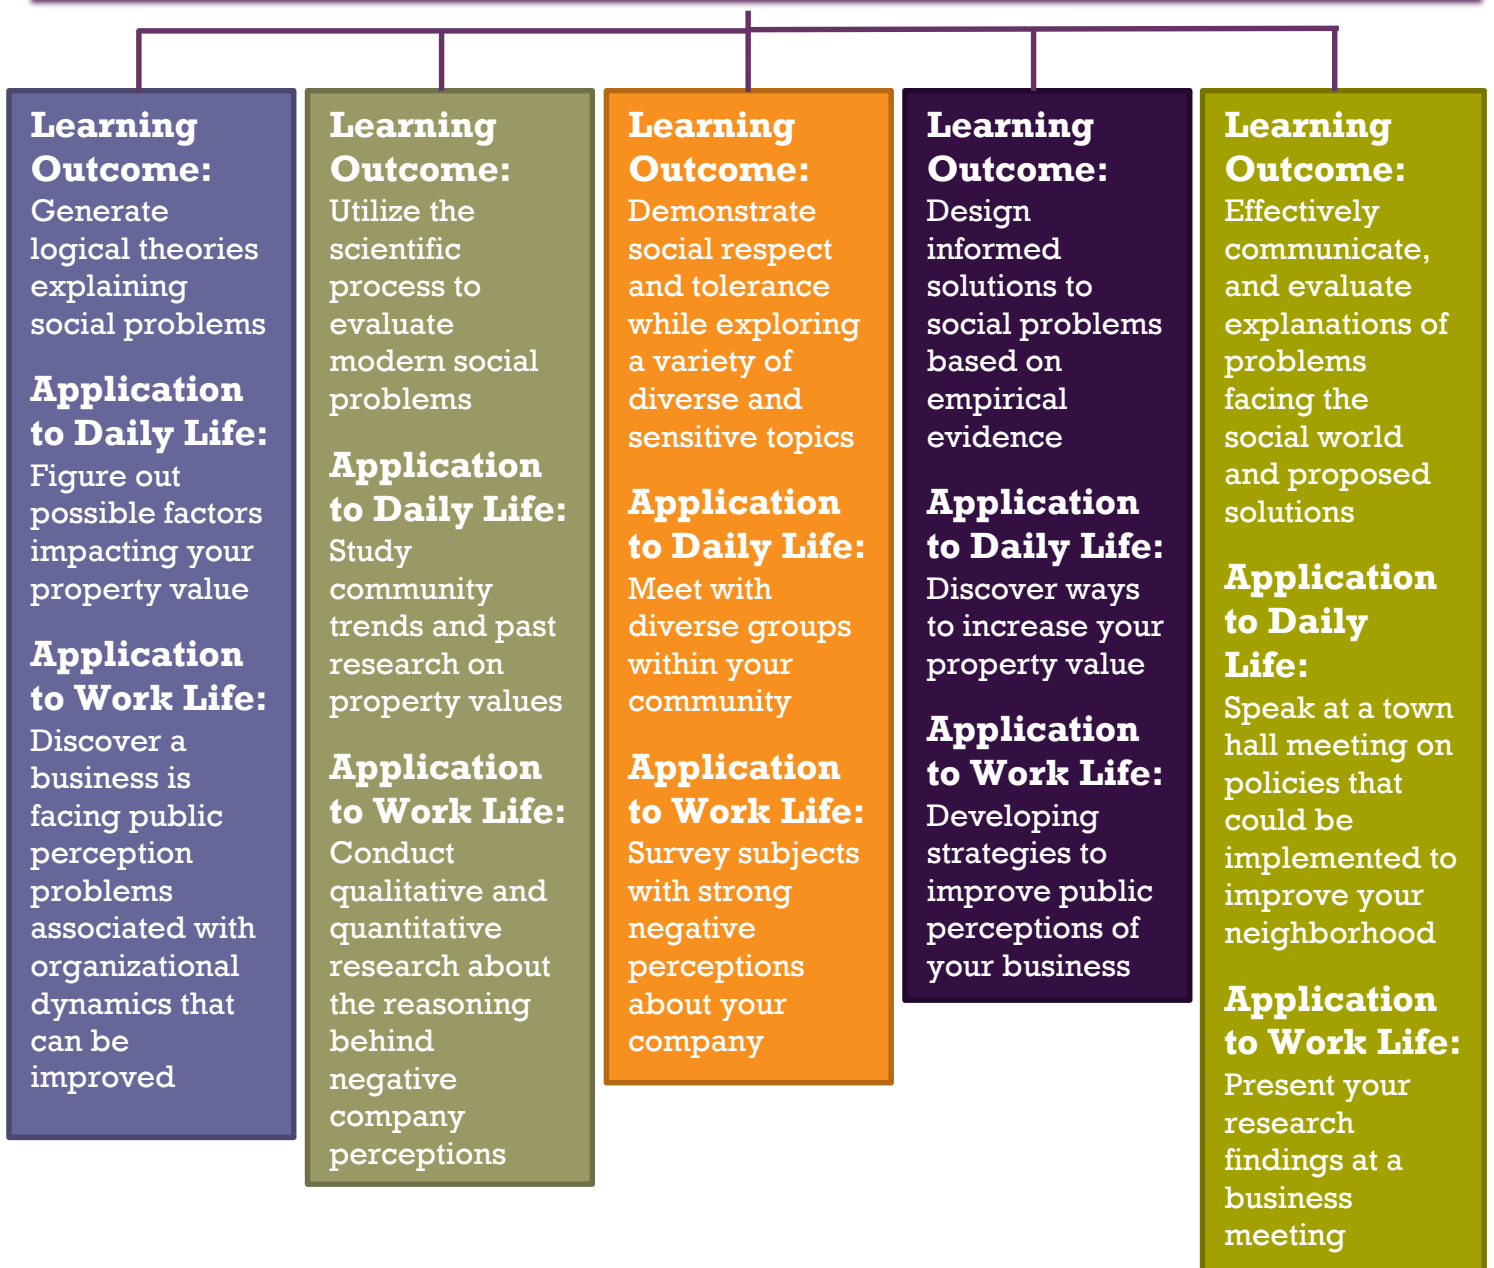 Learning
Outcome:
Generate
logical theories
explaining
social problems
Application
to Daily Life:
Figure out
possible factors
impacting your
property value
Application
to Work Life:
Discover a
business is
facing public
perception
problems
associated with
organizational
dynamics that
can be
improved
Learning
Outcome:
Utilize the
scientific
process to
evaluate
modern social
problems
Application
to Daily Life:
Study
community
trends and past
research on
property values
Application
to Work Life:
Conduct
qualitative and
quantitative
research about
the reasoning
behind
negative
company
perceptions
Learning
Outcome:
Demonstrate
social respect
and tolerance
while exploring
a variety of
diverse and
sensitive topics
Application
to Daily Life:
Meet with
diverse groups
within your
community
Application
to Work Life:
Survey subjects
with strong
negative
perceptions
about your
company
Learning
Outcome:
Design
informed
solutions to
social problems
based on
empirical
evidence
Application
to Daily Life:
Discover ways
to increase your
property value
Application
to Work Life:
Developing
strategies to
improve public
perceptions of
your business
Learning
Outcome:
Effectively
communicate,
and evaluate
explanations of
problems
facing the
social world
and proposed
solutions
Application
to Daily
Life:
Speak at a town
hall meeting on
policies that
could be
implemented to
improve your
neighborhood
Application
to Work Life:
Present your
research
findings at a
business
meeting